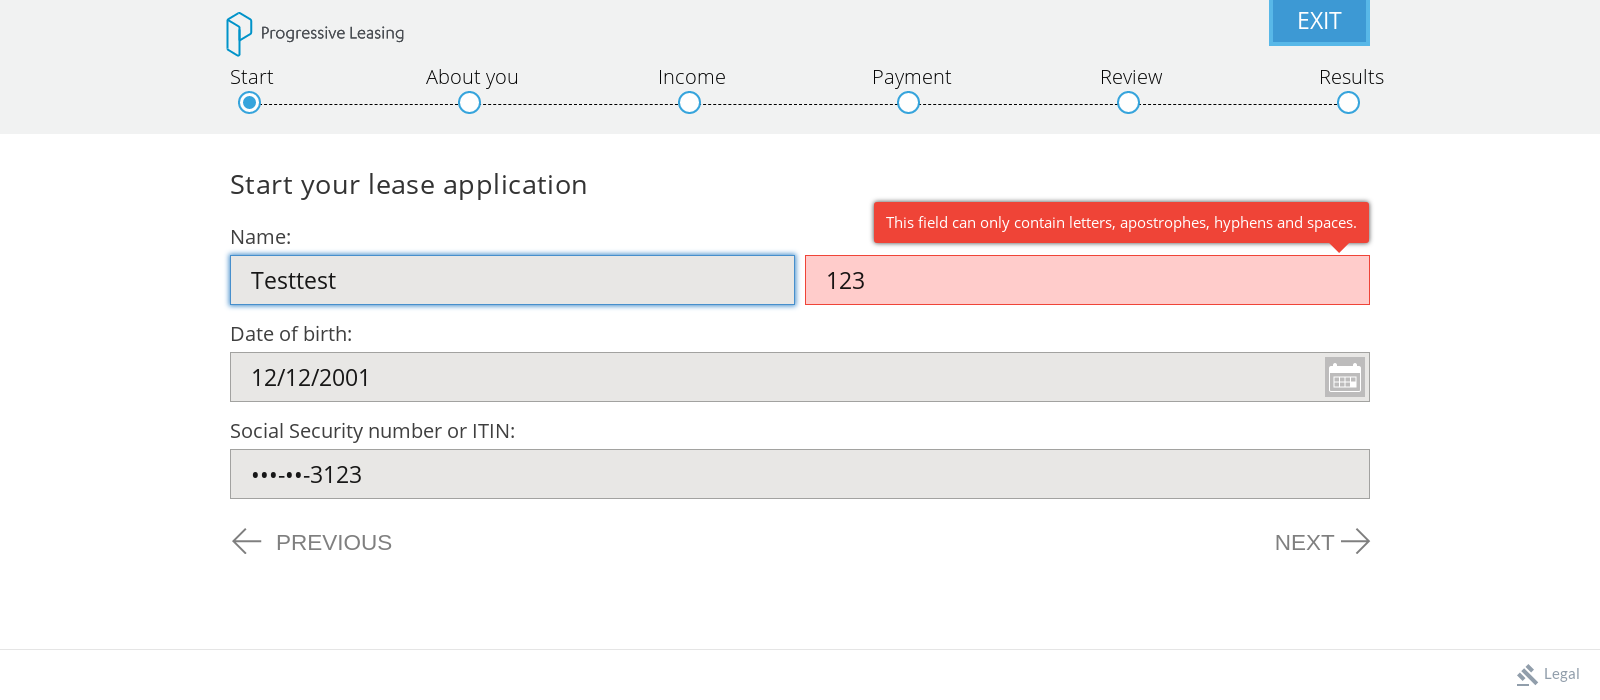 Progressive Leasing
EXIT
Start About you Income Payment Review Results
Start your lease application
This field can only contain letters, apostrophes, hyphens and spaces.
Name:
Testtest 123
Date of birth:
12/12/2001
Social Security number or ITIN:
•••-••-3123
PREVIOUS NEXT
Legal